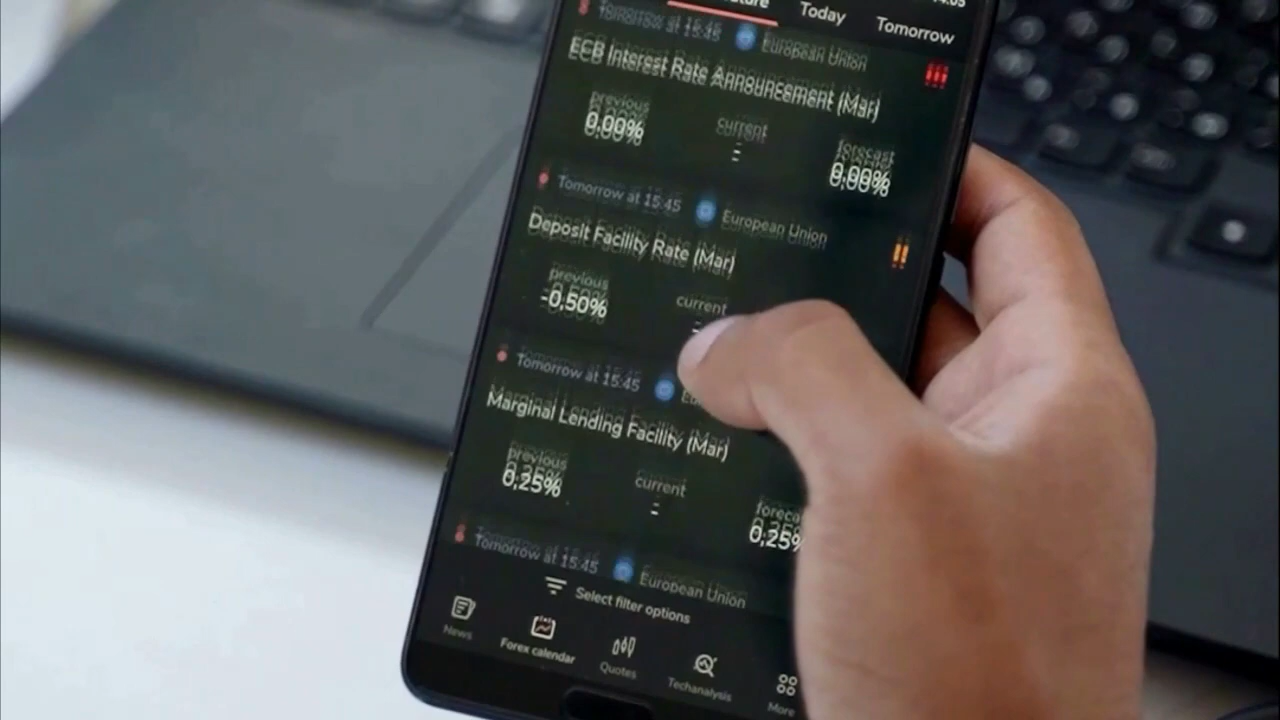 Today
Tomorrow
Tomorrow at 15:45
European Union
ECB Interest Rate Announcement (Mar)
previous
current
forecast
0,00%
-
0,00%
Tomorrow at 15:45
European Union
Deposit Facility Rate (Mar)
previous
current
-0,50%
-
Tomorrow at 15:45
Marginal Lending Facility (Mar)
previous
current
0,25%
-
0,25%
Tomorrow at 15:45
European Union
Select filter options
News
Forex calendar
Quotes
Techanalysis
More